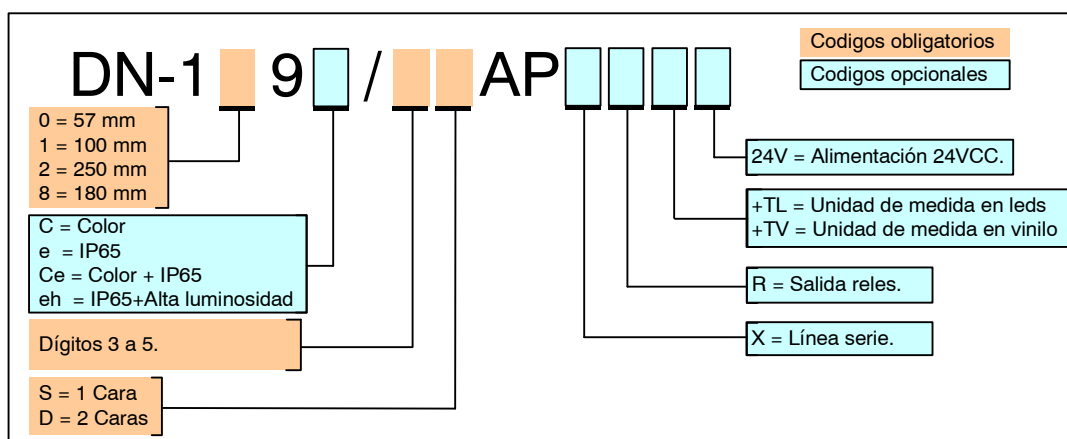 DN-1 9 / AP
Codigos obligatorios
Codigos opcionales
0 = 57 mm
1 = 100 mm
2 = 250 mm
8 = 180 mm
C = Color
e = IP65
Ce = Color + IP65
eh = IP65+Alta luminosidad
Dígitos 3 a 5.
S = 1 Cara
D = 2 Caras
24V = Alimentación 24VCC.
+TL = Unidad de medida en leds
+TV = Unidad de medida en vinilo
R = Salida reles.
X = Línea serie.